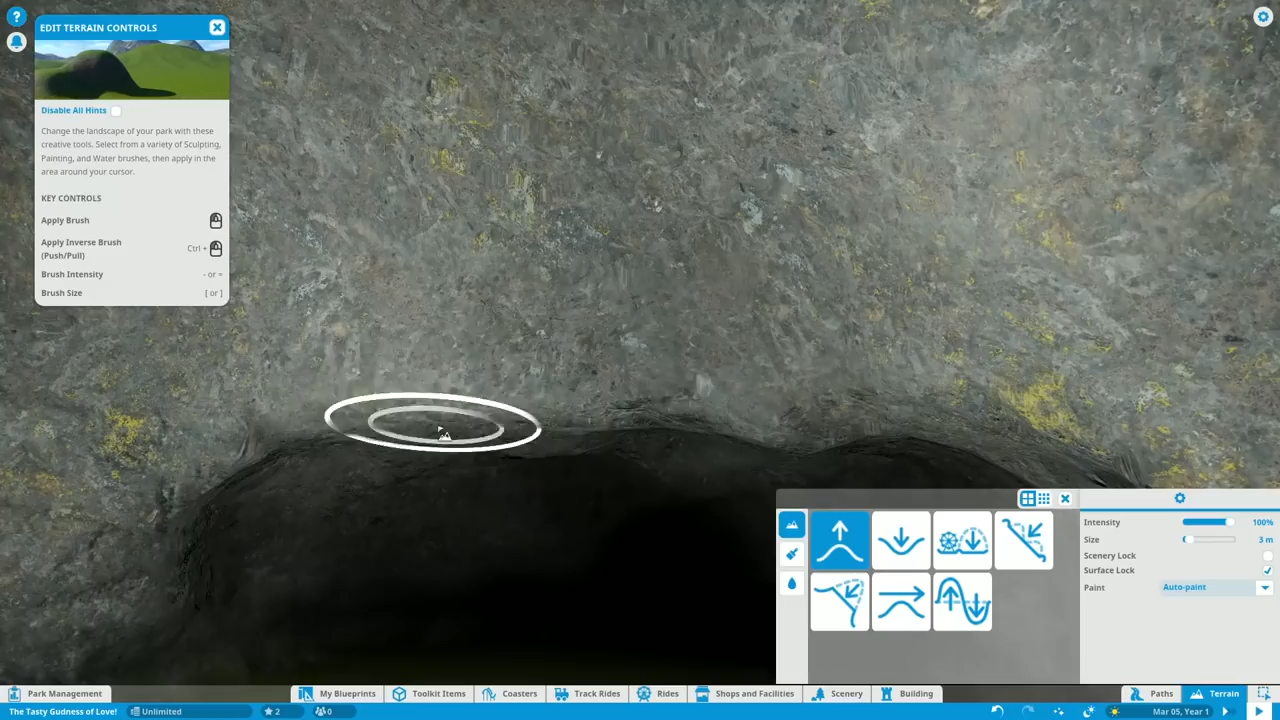 ?
EDIT TERRAIN CONTROLS
Disable All Hints
Change the landscape of your park with these
creative tools. Select from a variety of Sculpting,
Painting, and Water brushes, then apply in the
area around your cursor.
KEY CONTROLS
Apply Brush
Apply Inverse Brush
(Push/Pull)
Ctrl +
Brush Intensity - or =
Brush Size [ or ]
Intensity 100%
Size 3 m
Scenery Lock
Surface Lock
Paint Auto-paint
Park Management My Blueprints Toolkit Items Coasters Track Rides Rides Shops and Facilities Scenery Building Paths Terrain
The Tasty Gudness of Love! Unlimited 2 0 Mar 05, Year 1